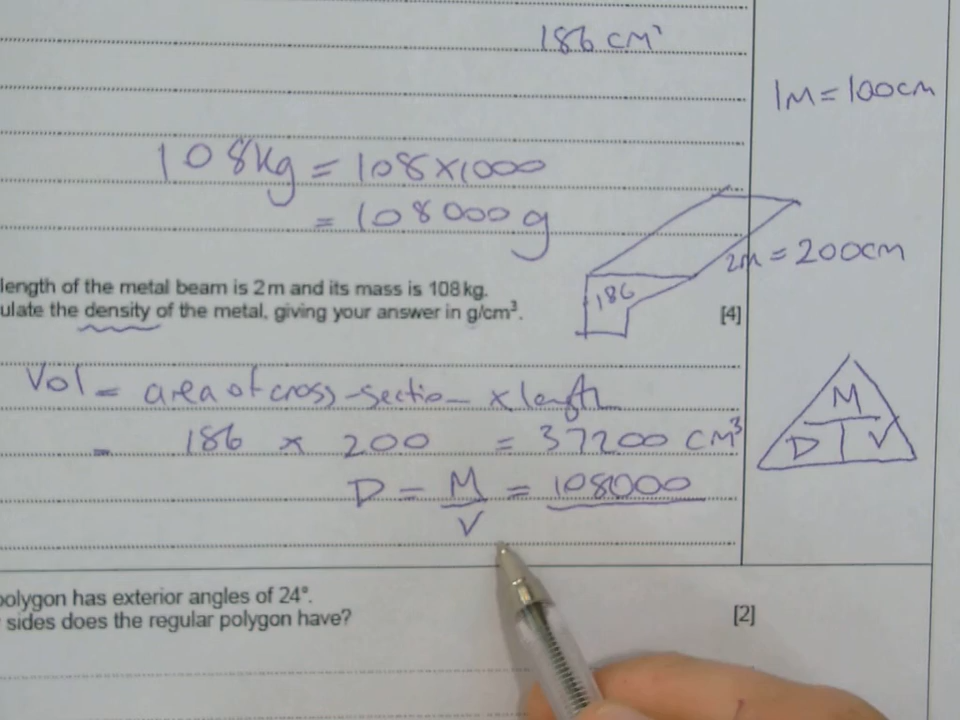 186 cm²
1M = 100cm
108kg = 108×1000
= 108000 g
2m = 200cm
length of the metal beam is 2 m and its mass is 108 kg.
186
ulate the density of the metal, giving your answer in g/cm³.
[4]
Vol = area of cross-section × length
= 186 × 200 = 37200 cm³
M
D V
D = M/V = 108000
polygon has exterior angles of 24°.
sides does the regular polygon have?
[2]